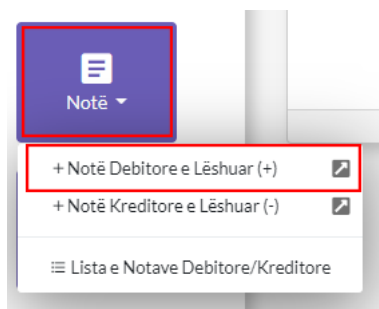 Notë
+ Notë Debitore e Lëshuar (+)
+ Notë Kreditore e Lëshuar (-)
Lista e Notave Debitore/Kreditore